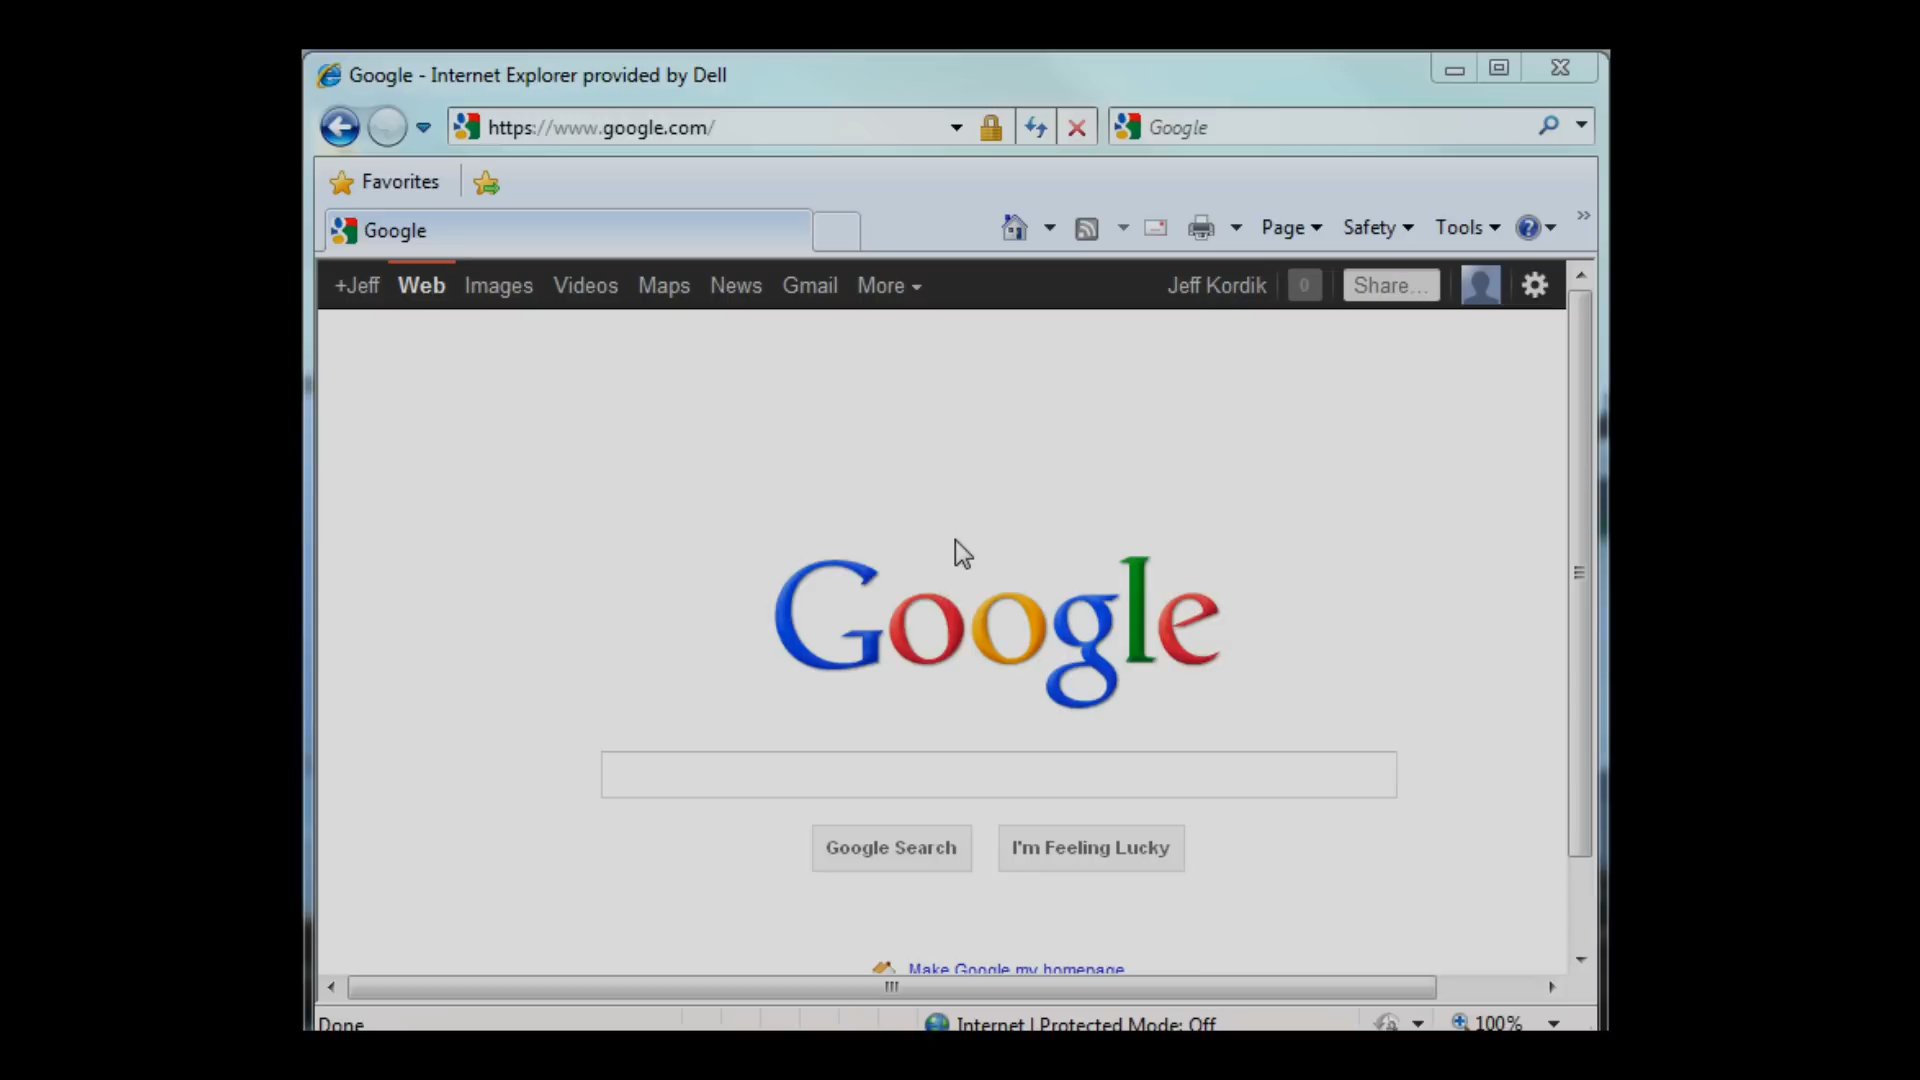 Google - Internet Explorer provided by Dell
https://www.google.com/
Google
Favorites
Google
Page
Safety
Tools
+Jeff Web Images Videos Maps News Gmail More
Jeff Kordik 0 Share...
Google
Google Search
I'm Feeling Lucky
Make Google my homepage
Done
Internet | Protected Mode: Off
100%